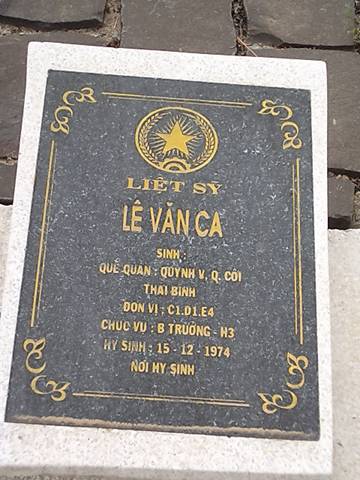 LIỆT SỸ
LÊ VĂN CA
SINH :
QUÊ QUÁN : QUỲNH V, Q. CÔI
THÁI BÌNH
ĐƠN VỊ : C1.D1.E4
CHỨC VỤ : B TRƯỞNG - H3
HY SINH : 15 - 12 - 1974
NƠI HY SINH